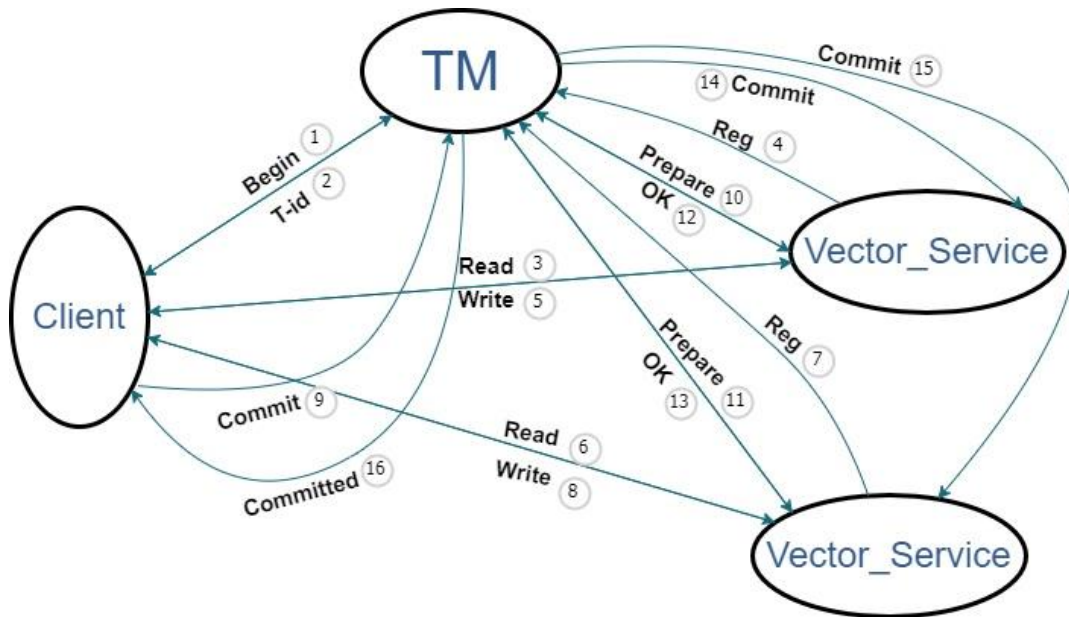 TM
Commit 15
14 Commit
Begin 1
T-id 2
Reg 4
Prepare 10
OK 12
Vector_Service
Read 3
Write 5
Client
Prepare 11
OK 13
Reg 7
Commit 9
Read 6
Write 8
Committed 16
Vector_Service